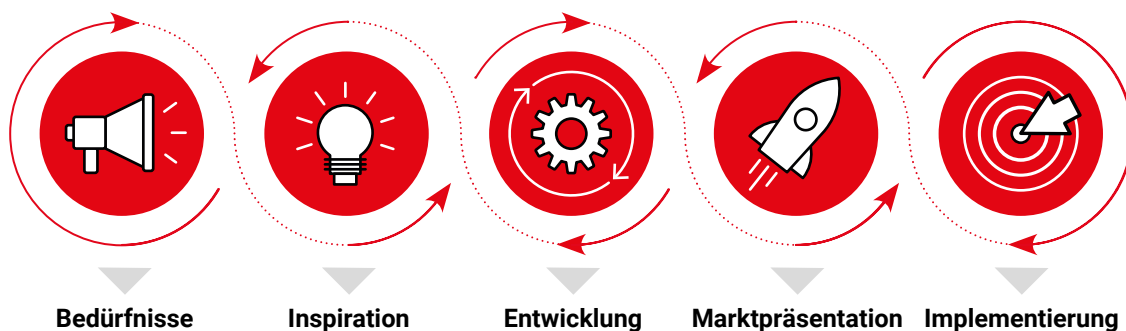 Bedürfnisse
Inspiration
Entwicklung
Marktpräsentation
Implementierung